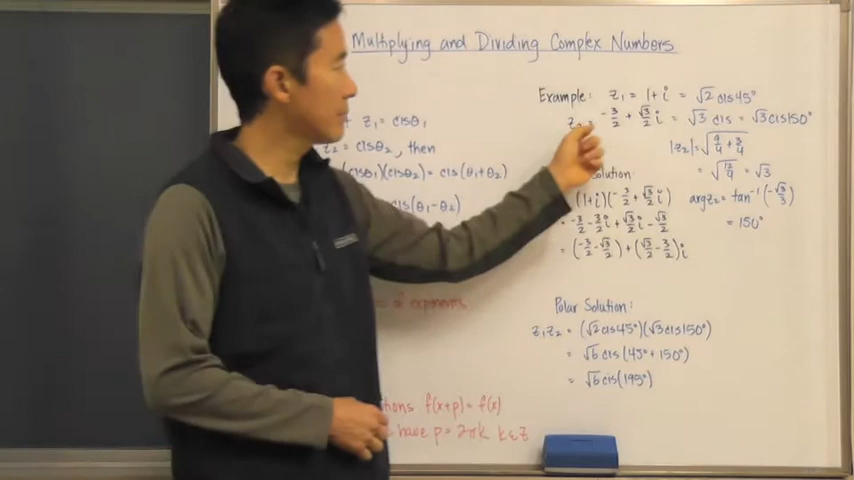 MULTIPLYING AND DIVIDING COMPLEX NUMBERS
z₁ = cisθ₁
z₂ = cisθ₂, then
(cisθ₁)(cisθ₂) = cis(θ₁+θ₂)
cis(θ₁-θ₂)
of exponents
f(x+p) = f(x)
have p = 2πk k∈Z
Example: z₁ = 1+i = √2 cis45°
-3/2 + √3/2 i = √3 cis = √3cis150°
|z₂| = √(9/4 + 3/4)
= √(12/4) = √3
argz₂ = tan⁻¹(-√3/3)
= 150°
Solution
(1+i)(-3/2 + √3/2 i)
= -3/2 - 3/2 i + √3/2 i - √3/2
= (-3/2 - √3/2) + (√3/2 - 3/2)i
Polar Solution:
z₁z₂ = (√2cis45°)(√3cis150°)
= √6 cis(45°+150°)
= √6 cis(195°)